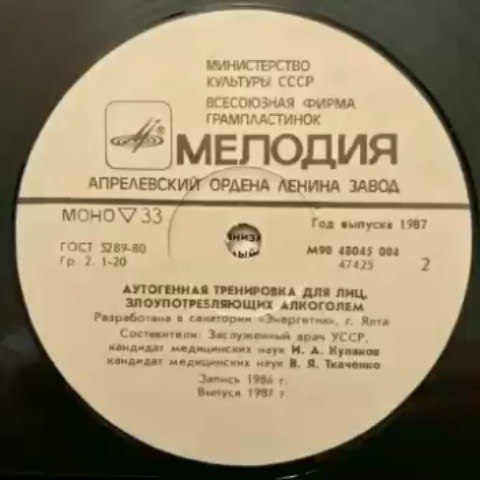 МИНИСТЕРСТВО
КУЛЬТУРЫ СССР
ВСЕСОЮЗНАЯ ФИРМА
ГРАМПЛАСТИНОК
МЕЛОДИЯ
АПРЕЛЕВСКИЙ ОРДЕНА ЛЕНИНА ЗАВОД
МОНО ▽ 33
Год выпуска 1987
ГОСТ 5289-80
М90 48045 004
Гр. 2. 1-20
47425
2
АУТОГЕННАЯ ТРЕНИРОВКА ДЛЯ ЛИЦ,
ЗЛОУПОТРЕБЛЯЮЩИХ АЛКОГОЛЕМ
Разработана в санатории «Энергетик», г. Ялта
Составители: Заслуженный врач УССР,
кандидат медицинских наук И. А. Кулаков
кандидат медицинских наук В. Я. Ткаченко
Запись 1986 г.
Выпуск 1987 г.